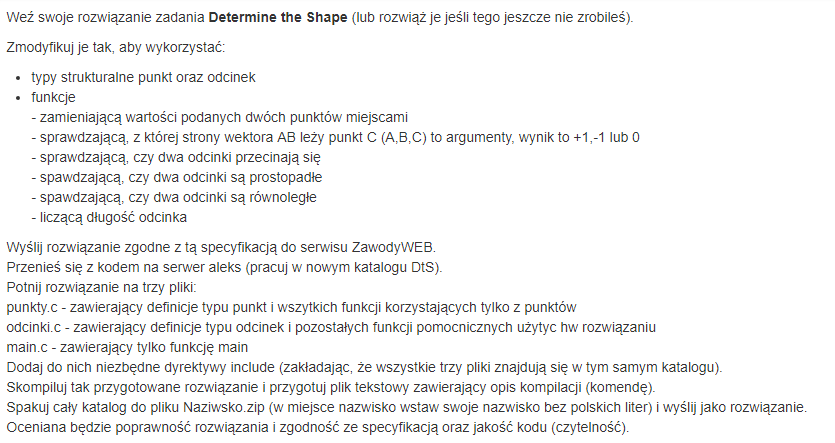 Weź swoje rozwiązanie zadania Determine the Shape (lub rozwiąż je jeśli tego jeszcze nie zrobileś).
Zmodyfikuj je tak, aby wykorzystać:
• typy strukturalne punkt oraz odcinek
• funkcje
- zamieniającą wartości podanych dwóch punktów miejscami
- sprawdzającą, z której strony wektora AB leży punkt C (A,B,C) to argumenty, wynik to +1,-1 lub 0
- sprawdzającą, czy dwa odcinki przecinają się
- spawdzającą, czy dwa odcinki są prostopadłe
- spawdzającą, czy dwa odcinki są równoległe
- liczącą długość odcinka
Wyślij rozwiązanie zgodne z tą specyfikacją do serwisu ZawodyWEB.
Przenieś się z kodem na serwer aleks (pracuj w nowym katalogu DtS).
Potnij rozwiązanie na trzy pliki:
punkty.c - zawierający definicje typu punkt i wszytkich funkcji korzystających tylko z punktów
odcinki.c - zawierający definicje typu odcinek i pozostałych funkcji pomocnicznych użytyc hw rozwiązaniu
main.c - zawierający tylko funkcję main
Dodaj do nich niezbędne dyrektywy include (zakładając, że wszystkie trzy pliki znajdują się w tym samym katalogu).
Skompiluj tak przygotowane rozwiązanie i przygotuj plik tekstowy zawierający opis kompilacji (komendę).
Spakuj cały katalog do pliku Naziwsko.zip (w miejsce nazwisko wstaw swoje nazwisko bez polskich liter) i wyślij jako rozwiązanie.
Oceniana będzie poprawność rozwiązania i zgodność ze specyfikacją oraz jakość kodu (czytelność).